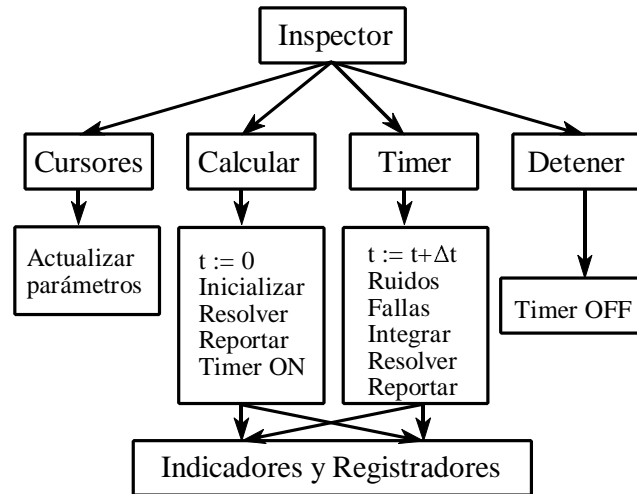 Inspector
Cursores
Calcular
Timer
Detener
Actualizar
parámetros
t := 0
Inicializar
Resolver
Reportar
Timer ON
t := t+Δt
Ruidos
Fallas
Integrar
Resolver
Reportar
Timer OFF
Indicadores y Registradores